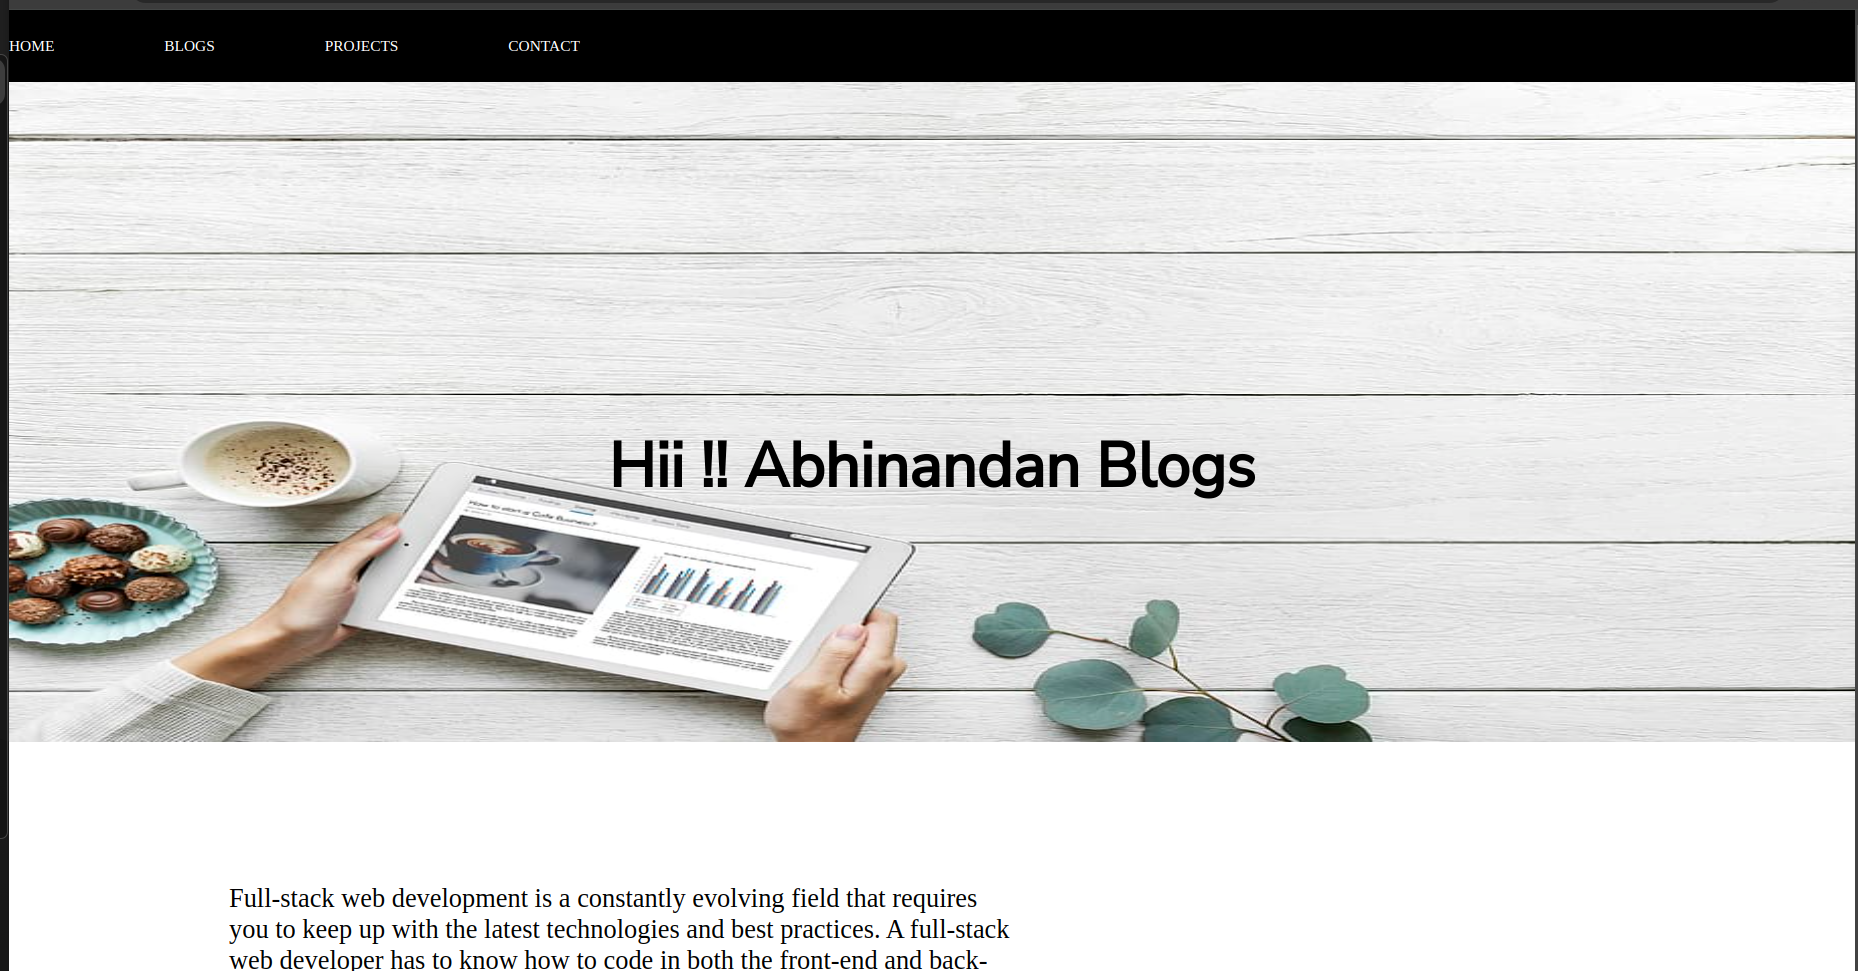 HOME BLOGS PROJECTS CONTACT
Hii !! Abhinandan Blogs
How to start a Cafe Business?
Full-stack web development is a constantly evolving field that requires
you to keep up with the latest technologies and best practices. A full-stack
web developer has to know how to code in both the front-end and back-